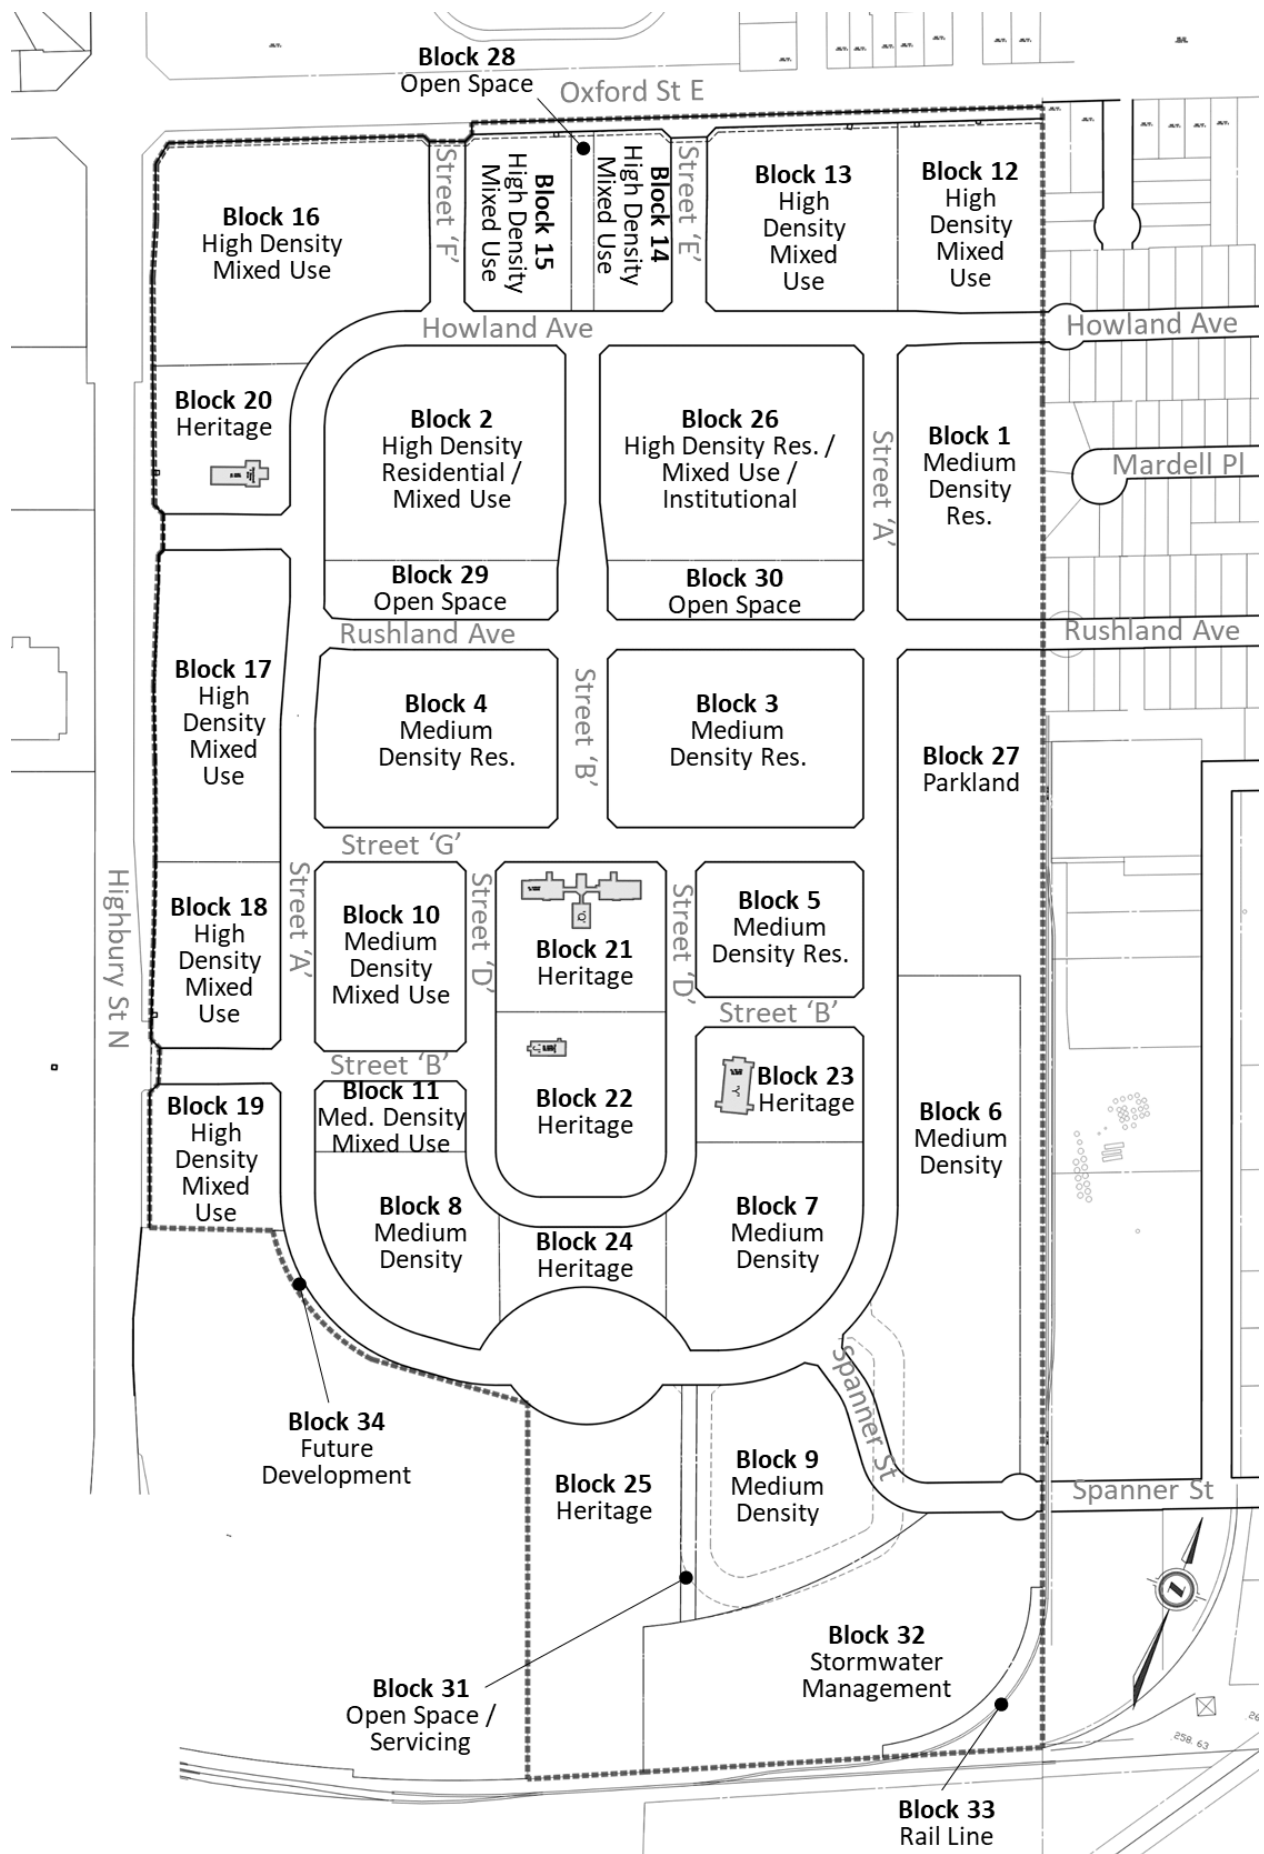 Block 28
Open Space
Oxford St E
Block 16
High Density
Mixed Use
Street ‘F’
Block 15
High Density
Mixed Use
Block 14
High Density
Mixed Use
Street ‘E’
Block 13
High
Density
Mixed
Use
Block 12
High
Density
Mixed
Use
Howland Ave
Howland Ave
Block 20
Heritage
Block 2
High Density
Residential /
Mixed Use
Block 26
High Density Res. /
Mixed Use /
Institutional
Street ‘A’
Block 1
Medium
Density
Res.
Mardell Pl
Block 29
Open Space
Block 30
Open Space
Rushland Ave
Rushland Ave
Block 17
High
Density
Mixed
Use
Block 4
Medium
Density Res.
Street ‘B’
Block 3
Medium
Density Res.
Block 27
Parkland
Street ‘G’
Highbury St N
Block 18
High
Density
Mixed
Use
Street ‘A’
Block 10
Medium
Density
Mixed Use
Street ‘D’
Block 21
Heritage
Street ‘D’
Block 5
Medium
Density Res.
Street ‘B’
Street ‘B’
Block 19
High
Density
Mixed
Use
Block 11
Med. Density
Mixed Use
Block 22
Heritage
Block 23
Heritage
Block 6
Medium
Density
Block 8
Medium
Density
Block 24
Heritage
Block 7
Medium
Density
Spanner St
Block 34
Future
Development
Block 25
Heritage
Block 9
Medium
Density
Spanner St
Block 32
Stormwater
Management
Block 31
Open Space /
Servicing
258.63
Block 33
Rail Line